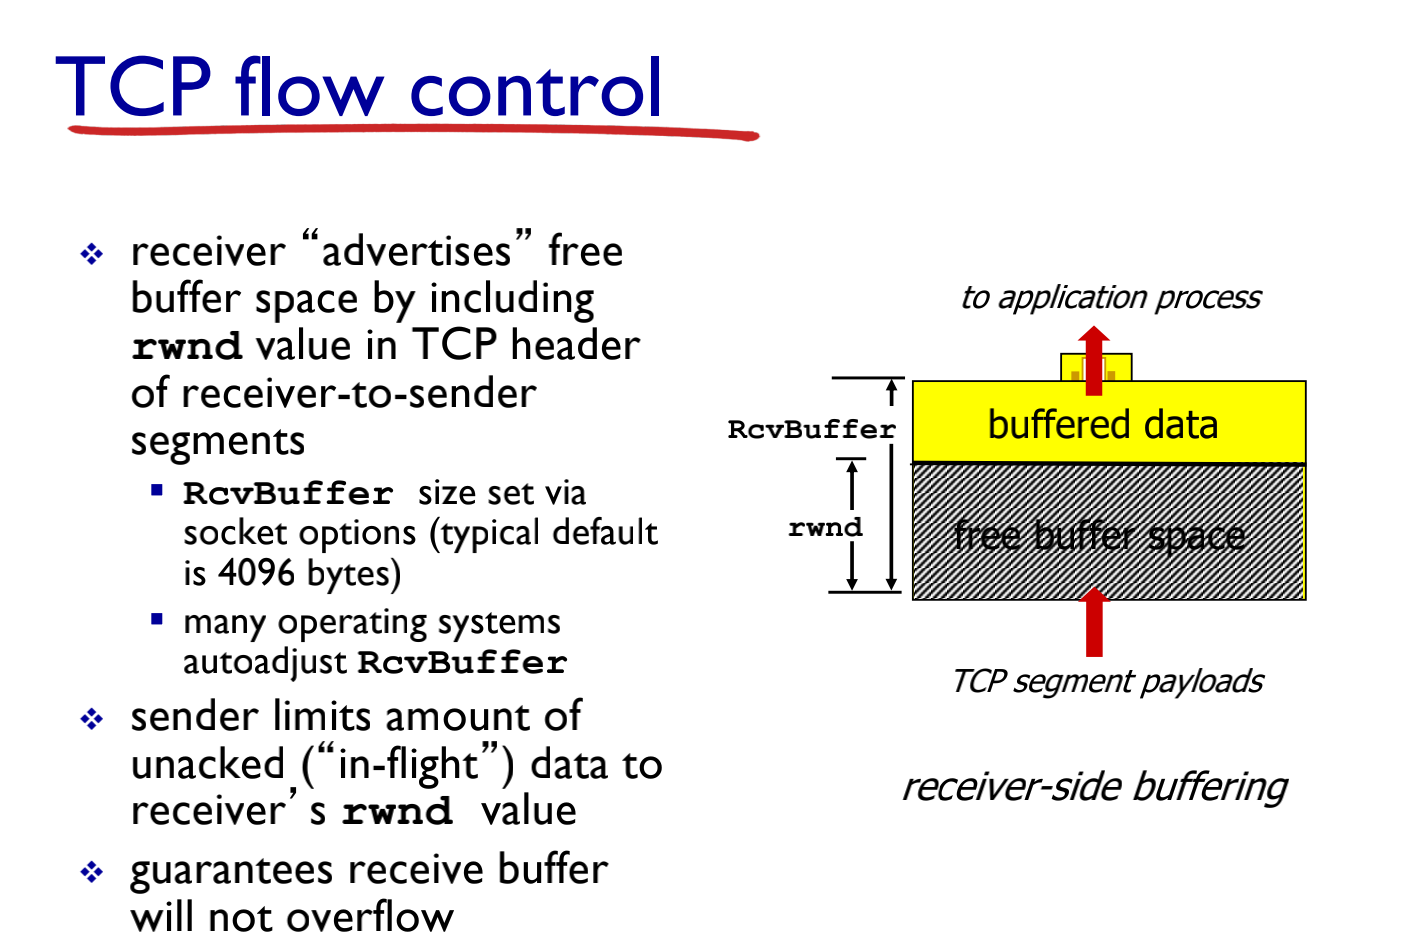 TCP flow control
receiver “advertises” free
buffer space by including
rwnd value in TCP header
of receiver-to-sender
segments
RcvBuffer size set via
socket options (typical default
is 4096 bytes)
many operating systems
autoadjust RcvBuffer
sender limits amount of
unacked (“in-flight”) data to
receiver’s rwnd value
guarantees receive buffer
will not overflow
to application process
RcvBuffer
buffered data
rwnd
free buffer space
TCP segment payloads
receiver-side buffering